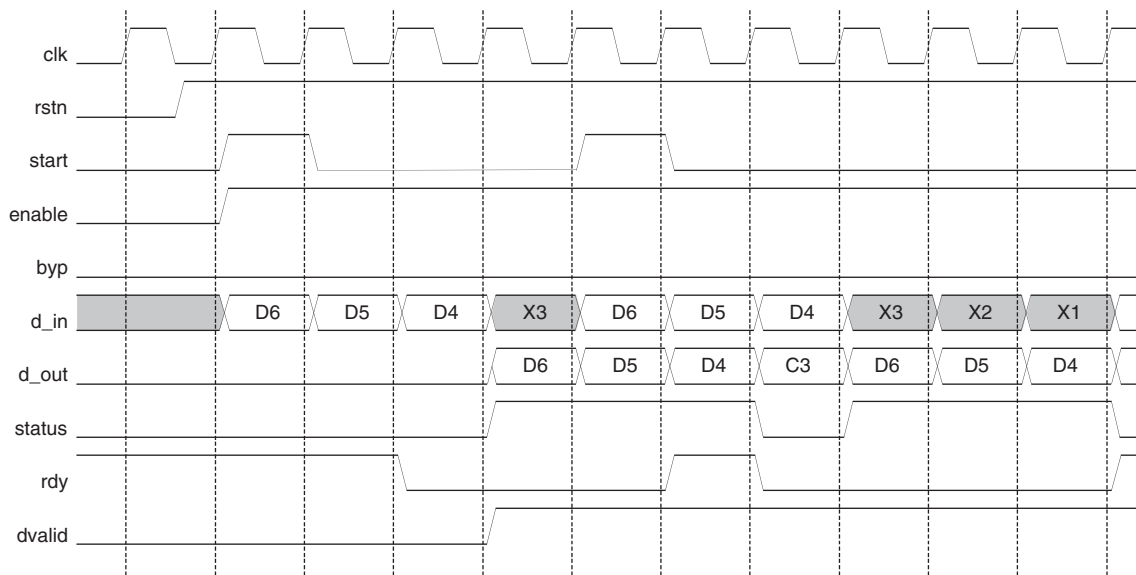 clk
rstn
start
enable
byp
d_in D6 D5 D4 X3 D6 D5 D4 X3 X2 X1
d_out D6 D5 D4 C3 D6 D5 D4
status
rdy
dvalid